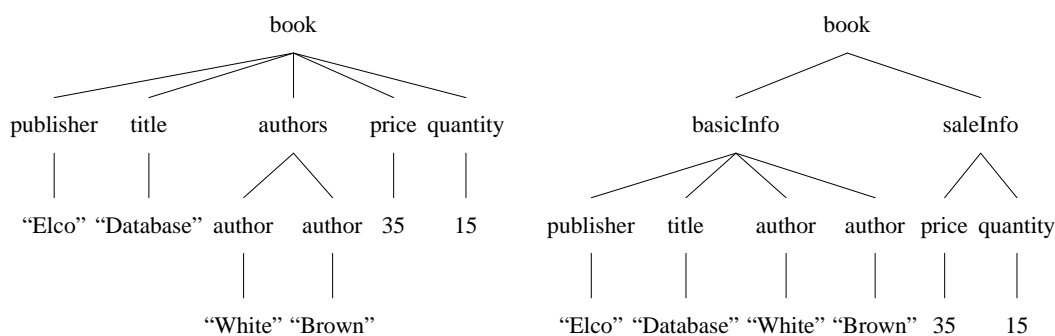 book book
publisher title authors price quantity basicInfo saleInfo
“Elco” “Database” author author 35 15 publisher title author author price quantity
“White” “Brown” “Elco” “Database” “White” “Brown” 35 15